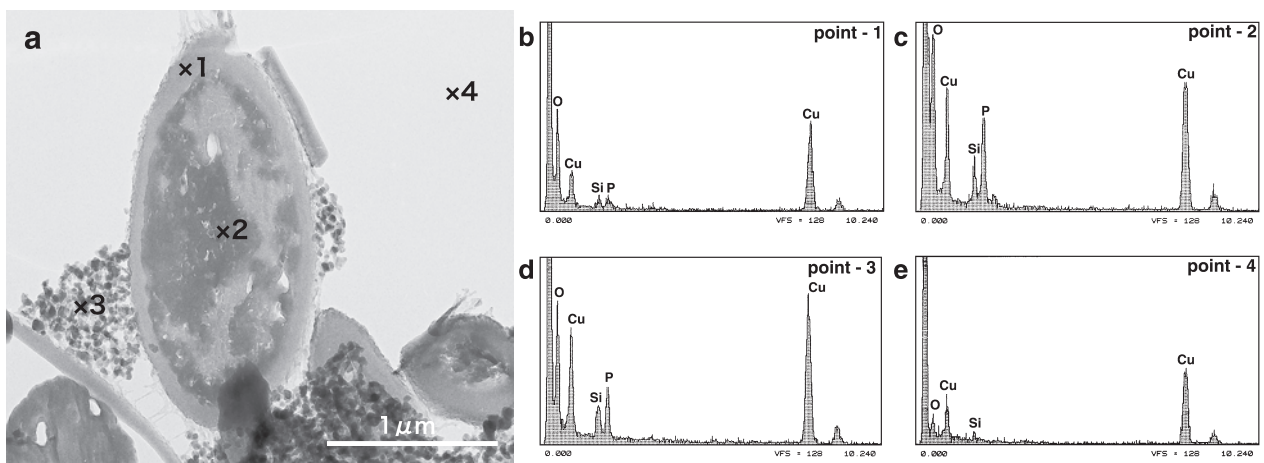 a
×1
×4
×2
×3
1 μm
b
point - 1
O
Cu
Cu
Si P
0.000
VFS = 128
10.240
c
point - 2
O
Cu
Cu
P
Si
0.000
VFS = 128
10.240
d
point - 3
O
Cu
Cu
P
Si
0.000
VFS = 128
10.240
e
point - 4
Cu
Cu
O
Si
0.000
VFS = 128
10.240